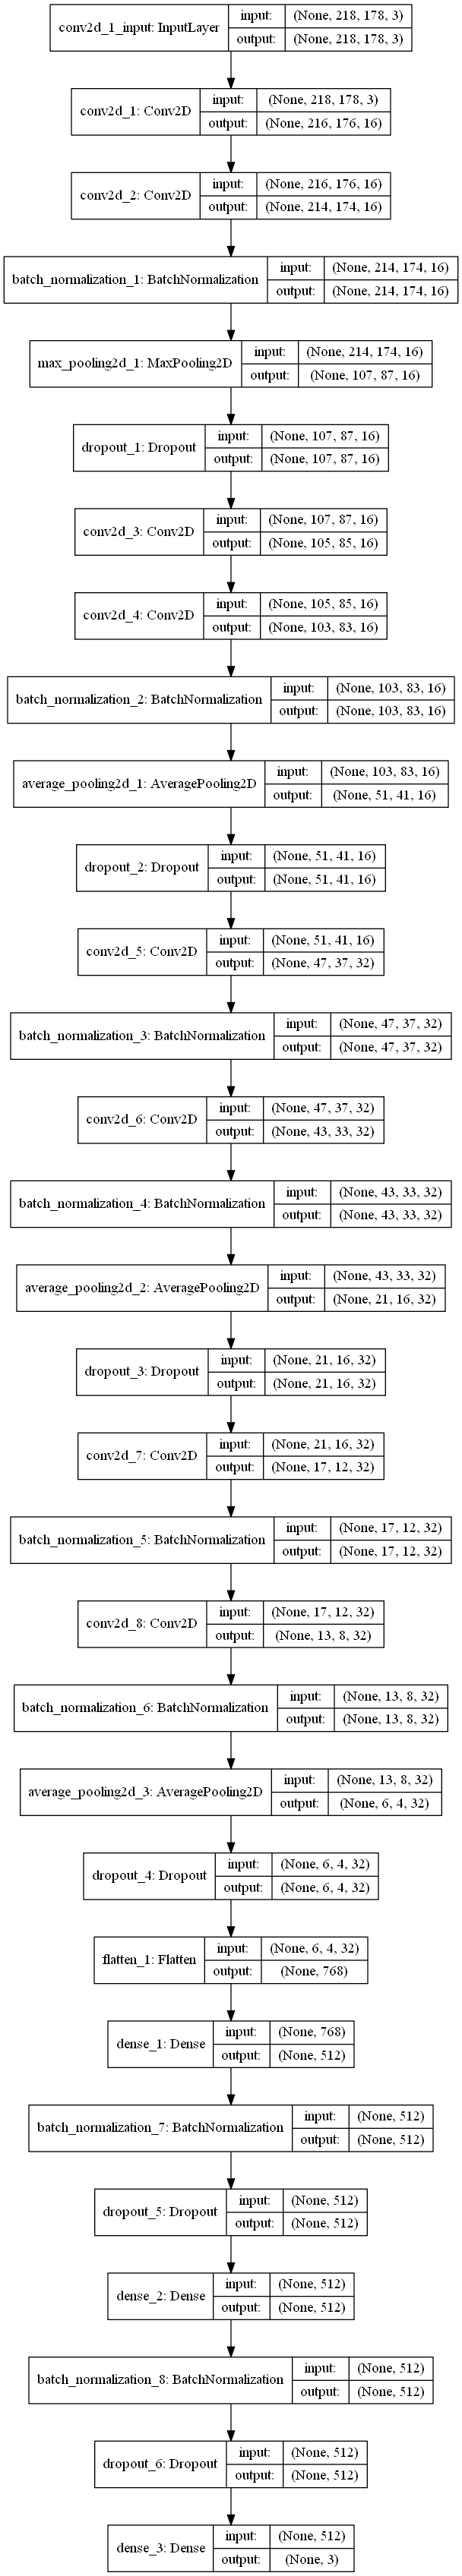 conv2d_1_input: InputLayer input: (None, 218, 178, 3)
output: (None, 218, 178, 3)
conv2d_1: Conv2D input: (None, 218, 178, 3)
output: (None, 216, 176, 16)
conv2d_2: Conv2D input: (None, 216, 176, 16)
output: (None, 214, 174, 16)
batch_normalization_1: BatchNormalization input: (None, 214, 174, 16)
output: (None, 214, 174, 16)
max_pooling2d_1: MaxPooling2D input: (None, 214, 174, 16)
output: (None, 107, 87, 16)
dropout_1: Dropout input: (None, 107, 87, 16)
output: (None, 107, 87, 16)
conv2d_3: Conv2D input: (None, 107, 87, 16)
output: (None, 105, 85, 16)
conv2d_4: Conv2D input: (None, 105, 85, 16)
output: (None, 103, 83, 16)
batch_normalization_2: BatchNormalization input: (None, 103, 83, 16)
output: (None, 103, 83, 16)
average_pooling2d_1: AveragePooling2D input: (None, 103, 83, 16)
output: (None, 51, 41, 16)
dropout_2: Dropout input: (None, 51, 41, 16)
output: (None, 51, 41, 16)
conv2d_5: Conv2D input: (None, 51, 41, 16)
output: (None, 47, 37, 32)
batch_normalization_3: BatchNormalization input: (None, 47, 37, 32)
output: (None, 47, 37, 32)
conv2d_6: Conv2D input: (None, 47, 37, 32)
output: (None, 43, 33, 32)
batch_normalization_4: BatchNormalization input: (None, 43, 33, 32)
output: (None, 43, 33, 32)
average_pooling2d_2: AveragePooling2D input: (None, 43, 33, 32)
output: (None, 21, 16, 32)
dropout_3: Dropout input: (None, 21, 16, 32)
output: (None, 21, 16, 32)
conv2d_7: Conv2D input: (None, 21, 16, 32)
output: (None, 17, 12, 32)
batch_normalization_5: BatchNormalization input: (None, 17, 12, 32)
output: (None, 17, 12, 32)
conv2d_8: Conv2D input: (None, 17, 12, 32)
output: (None, 13, 8, 32)
batch_normalization_6: BatchNormalization input: (None, 13, 8, 32)
output: (None, 13, 8, 32)
average_pooling2d_3: AveragePooling2D input: (None, 13, 8, 32)
output: (None, 6, 4, 32)
dropout_4: Dropout input: (None, 6, 4, 32)
output: (None, 6, 4, 32)
flatten_1: Flatten input: (None, 6, 4, 32)
output: (None, 768)
dense_1: Dense input: (None, 768)
output: (None, 512)
batch_normalization_7: BatchNormalization input: (None, 512)
output: (None, 512)
dropout_5: Dropout input: (None, 512)
output: (None, 512)
dense_2: Dense input: (None, 512)
output: (None, 512)
batch_normalization_8: BatchNormalization input: (None, 512)
output: (None, 512)
dropout_6: Dropout input: (None, 512)
output: (None, 512)
dense_3: Dense input: (None, 512)
output: (None, 3)